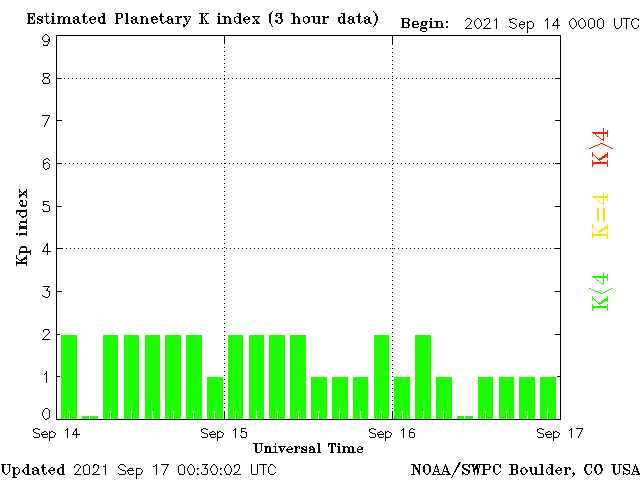 Estimated Planetary K index (3 hour data)
Begin: 2021 Sep 14 0000 UTC
9
8
7
6
5
4
3
2
1
0
Kp index
K>4
K=4
K<4
Sep 14
Sep 15
Sep 16
Sep 17
Universal Time
Updated 2021 Sep 17 00:30:02 UTC
NOAA/SWPC Boulder, CO USA